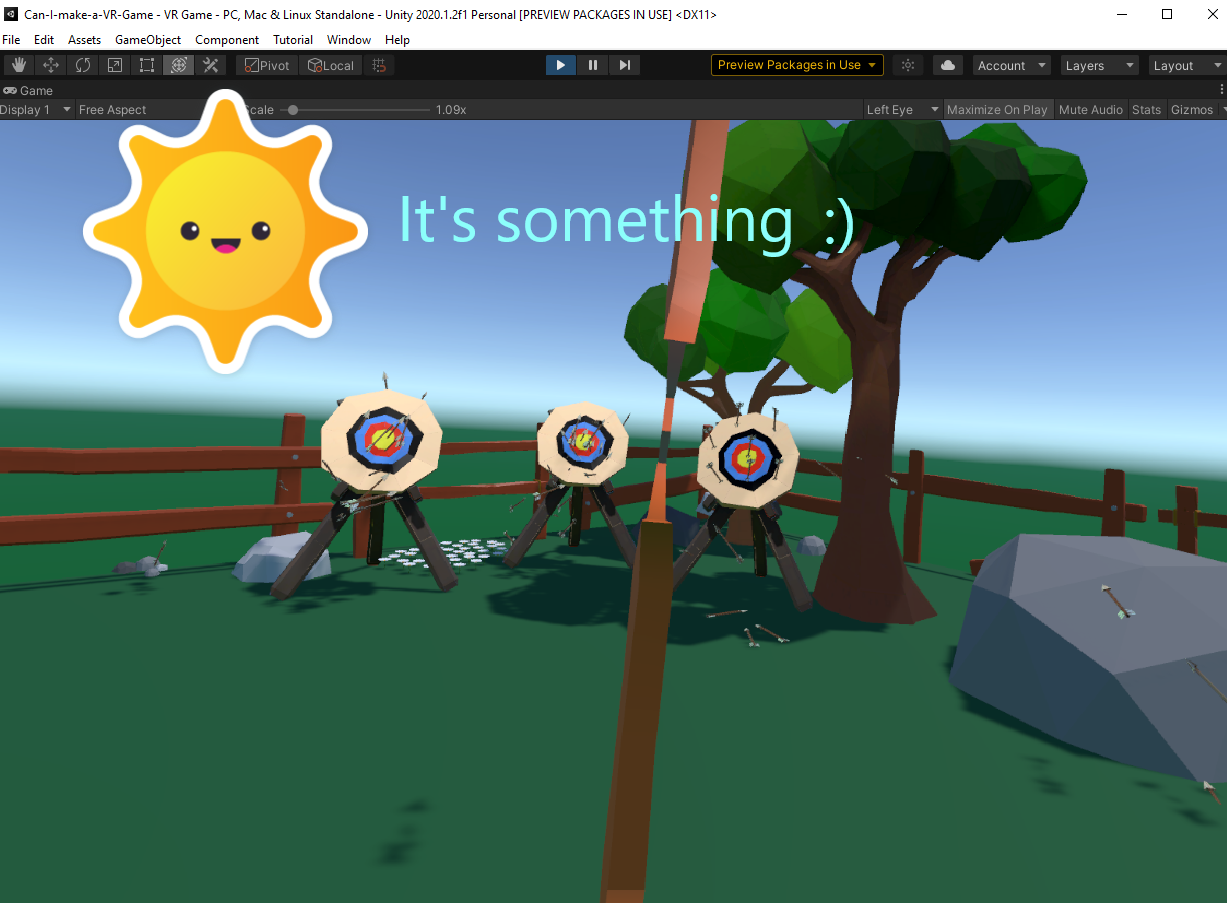 Can-I-make-a-VR-Game - VR Game - PC, Mac & Linux Standalone - Unity 2020.1.2f1 Personal [PREVIEW PACKAGES IN USE] <DX11>
File Edit Assets GameObject Component Tutorial Window Help
Pivot Local Preview Packages in Use Account Layers Layout
Game
Display 1 Free Aspect Scale 1.09x Left Eye Maximize On Play Mute Audio Stats Gizmos
It's something :)